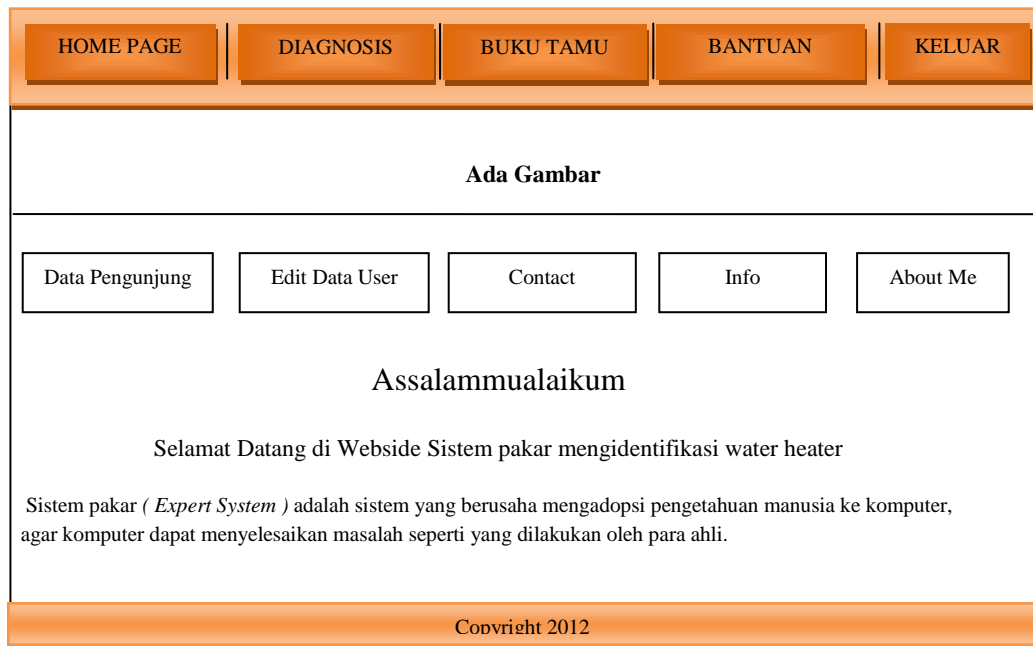 HOME PAGE DIAGNOSIS BUKU TAMU BANTUAN KELUAR
Ada Gambar
Data Pengunjung Edit Data User Contact Info About Me
Assalammualaikum
Selamat Datang di Webside Sistem pakar mengidentifikasi water heater
Sistem pakar ( Expert System ) adalah sistem yang berusaha mengadopsi pengetahuan manusia ke komputer,
agar komputer dapat menyelesaikan masalah seperti yang dilakukan oleh para ahli.
Copyright 2012